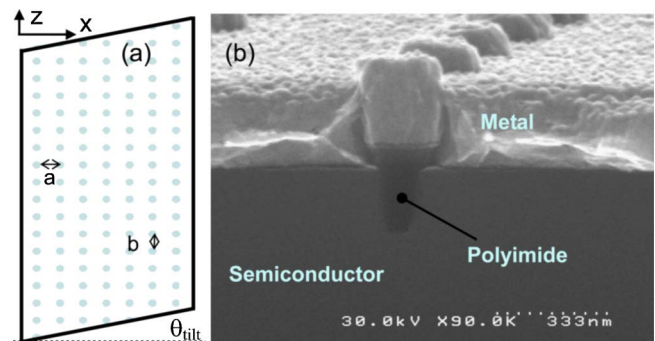 z
x
(a)
a
b
θtilt
(b)
Metal
Polyimide
Semiconductor
30.0kV X90.0K 333nm